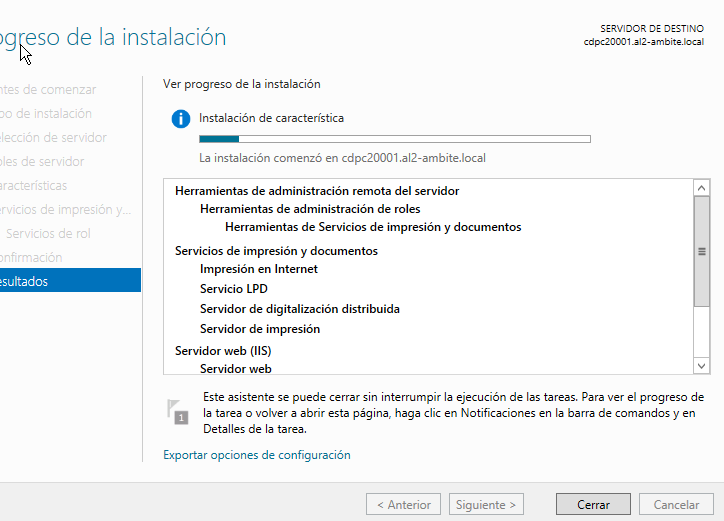 ogreso de la instalación
SERVIDOR DE DESTINO
cdpc20001.al2-ambite.local
ntes de comenzar
po de instalación
elección de servidor
oles de servidor
aracterísticas
ervicios de impresión y...
Servicios de rol
onfirmación
esultados
Ver progreso de la instalación
Instalación de característica
La instalación comenzó en cdpc20001.al2-ambite.local
Herramientas de administración remota del servidor
Herramientas de administración de roles
Herramientas de Servicios de impresión y documentos
Servicios de impresión y documentos
Impresión en Internet
Servicio LPD
Servidor de digitalización distribuida
Servidor de impresión
Servidor web (IIS)
Servidor web
1
Este asistente se puede cerrar sin interrumpir la ejecución de las tareas. Para ver el progreso de
la tarea o volver a abrir esta página, haga clic en Notificaciones en la barra de comandos y en
Detalles de la tarea.
Exportar opciones de configuración
< Anterior
Siguiente >
Cerrar
Cancelar